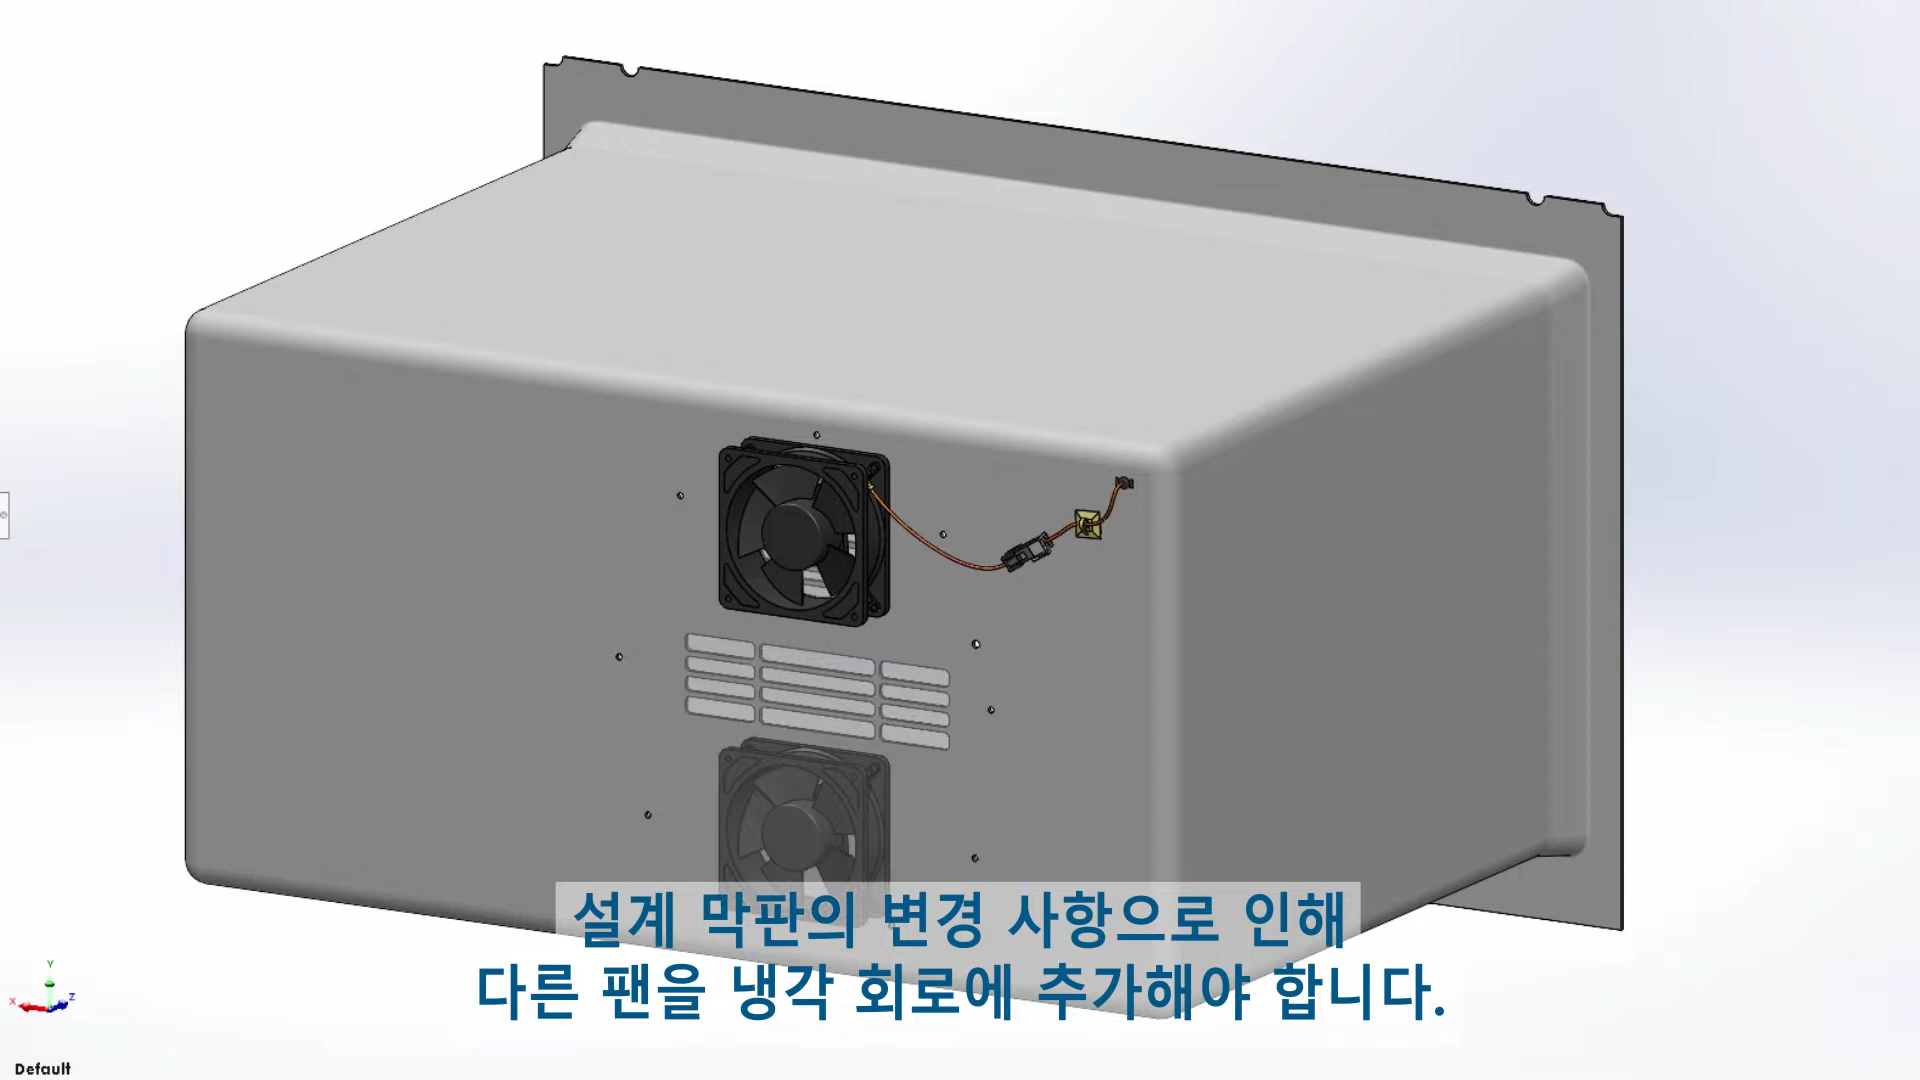 설계 막판의 변경 사항으로 인해
다른 팬을 냉각 회로에 추가해야 합니다.
Y
X
Z
Default